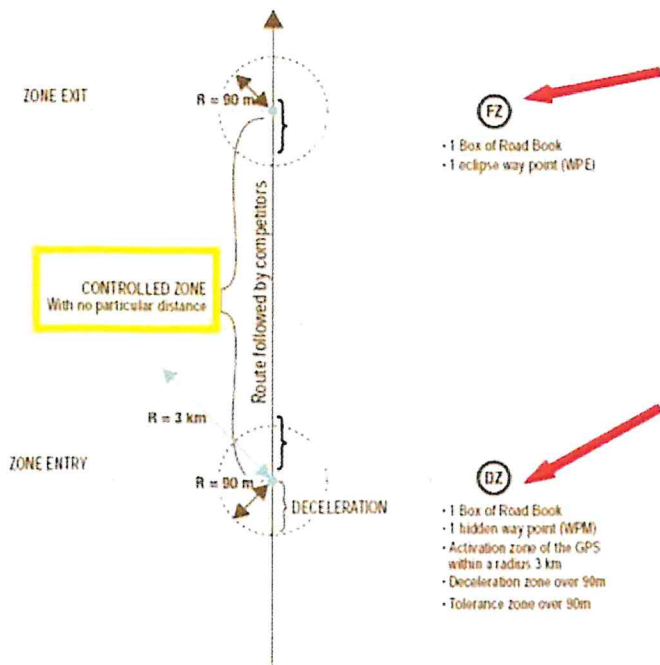 ZONE EXIT
R = 90 m
FZ
• 1 Box of Road Book
• 1 eclipse way point (WPE)
CONTROLLED ZONE
With no particular distance
Route followed by competitors
R = 3 km
ZONE ENTRY
R = 90 m
DECELERATION
DZ
• 1 Box of Road Book
• 1 hidden way point (WPM)
• Activation zone of the GPS
within a radius 3 km
• Deceleration zone over 90m
• Tolerance zone over 90m